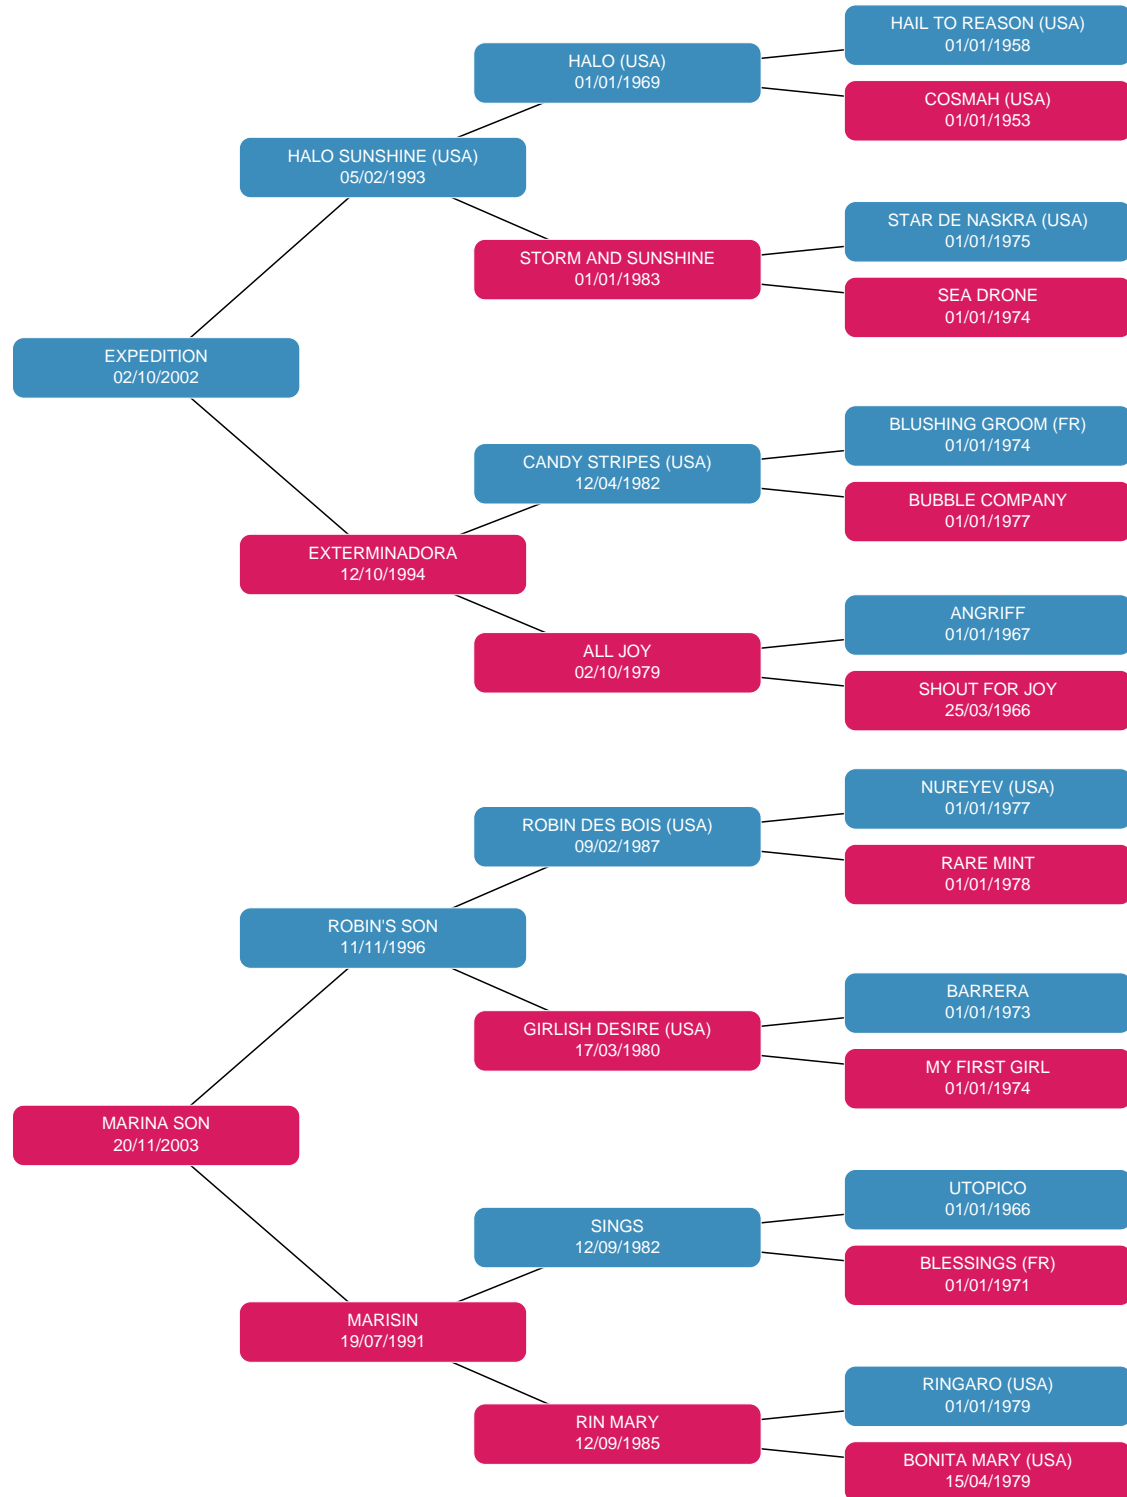 HAIL TO REASON (USA)
01/01/1958
HALO (USA)
01/01/1969
COSMAH (USA)
01/01/1953
HALO SUNSHINE (USA)
05/02/1993
STAR DE NASKRA (USA)
01/01/1975
STORM AND SUNSHINE
01/01/1983
SEA DRONE
01/01/1974
EXPEDITION
02/10/2002
BLUSHING GROOM (FR)
01/01/1974
CANDY STRIPES (USA)
12/04/1982
BUBBLE COMPANY
01/01/1977
EXTERMINADORA
12/10/1994
ANGRIFF
01/01/1967
ALL JOY
02/10/1979
SHOUT FOR JOY
25/03/1966
NUREYEV (USA)
01/01/1977
ROBIN DES BOIS (USA)
09/02/1987
RARE MINT
01/01/1978
ROBIN'S SON
11/11/1996
BARRERA
01/01/1973
GIRLISH DESIRE (USA)
17/03/1980
MY FIRST GIRL
01/01/1974
MARINA SON
20/11/2003
UTOPICO
01/01/1966
SINGS
12/09/1982
BLESSINGS (FR)
01/01/1971
MARISIN
19/07/1991
RINGARO (USA)
01/01/1979
RIN MARY
12/09/1985
BONITA MARY (USA)
15/04/1979